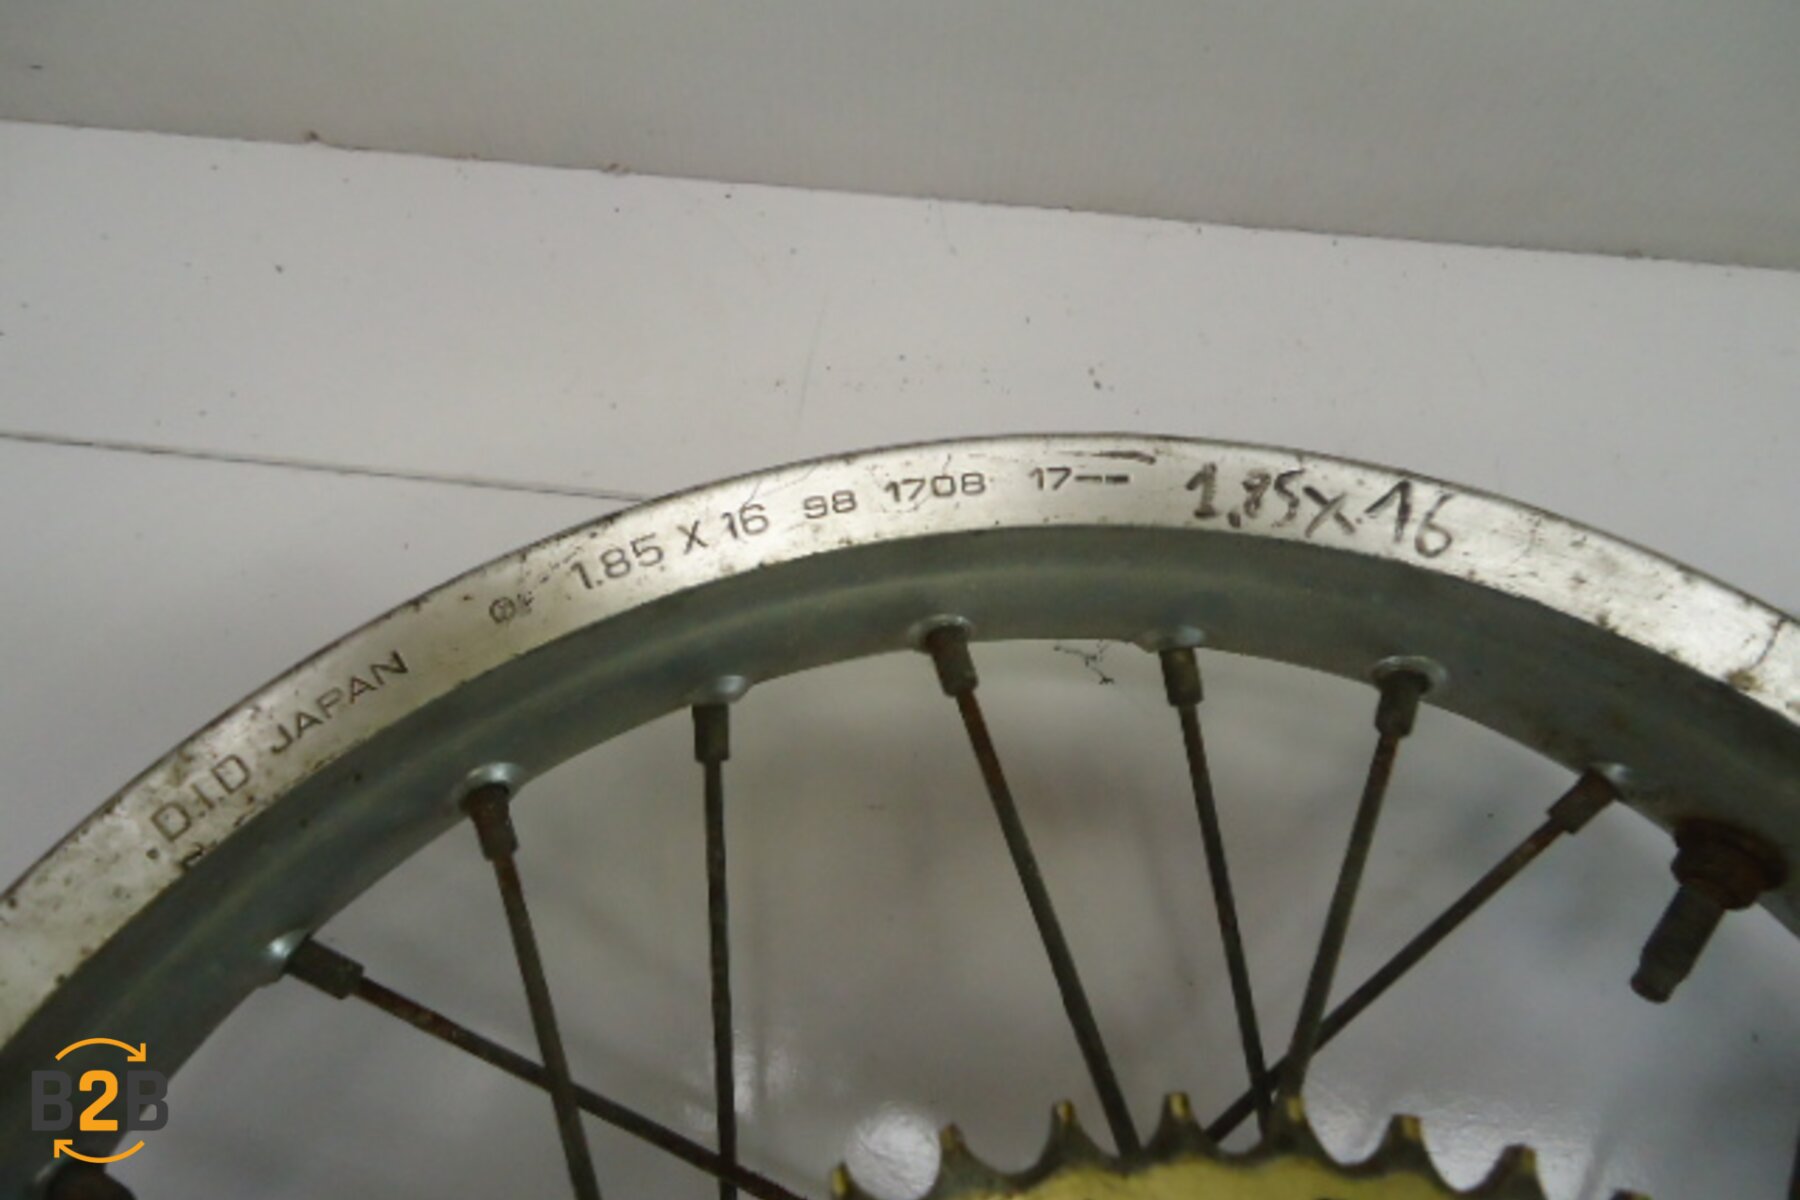 D.I.D JAPAN 1.85 X 16 98 1708 17-- 1.85x16
B2B